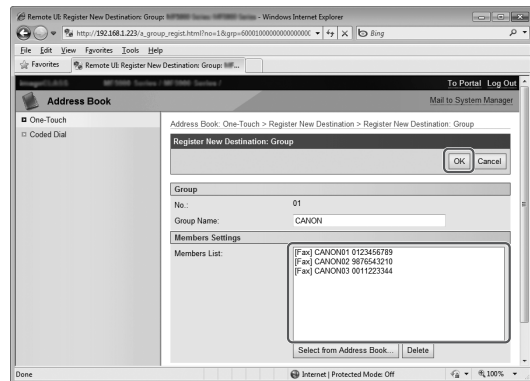 Remote UI: Register New Destination: Group: - Windows Internet Explorer
http://192.168.1.223/a_group_regist.html?no=1&grp=6000100000000000000C
Bing
File Edit View Favorites Tools Help
Favorites Remote UI: Register New Destination: Group: ...
To Portal Log Out
Address Book
Mail to System Manager
One-Touch
Coded Dial
Address Book: One-Touch > Register New Destination > Register New Destination: Group
Register New Destination: Group
OK Cancel
Group
No.: 01
Group Name: CANON
Members Settings
Members List:
[Fax] CANON01 0123456789
[Fax] CANON02 9876543210
[Fax] CANON03 0011223344
Select from Address Book... Delete
Done
Internet | Protected Mode: Off
100%